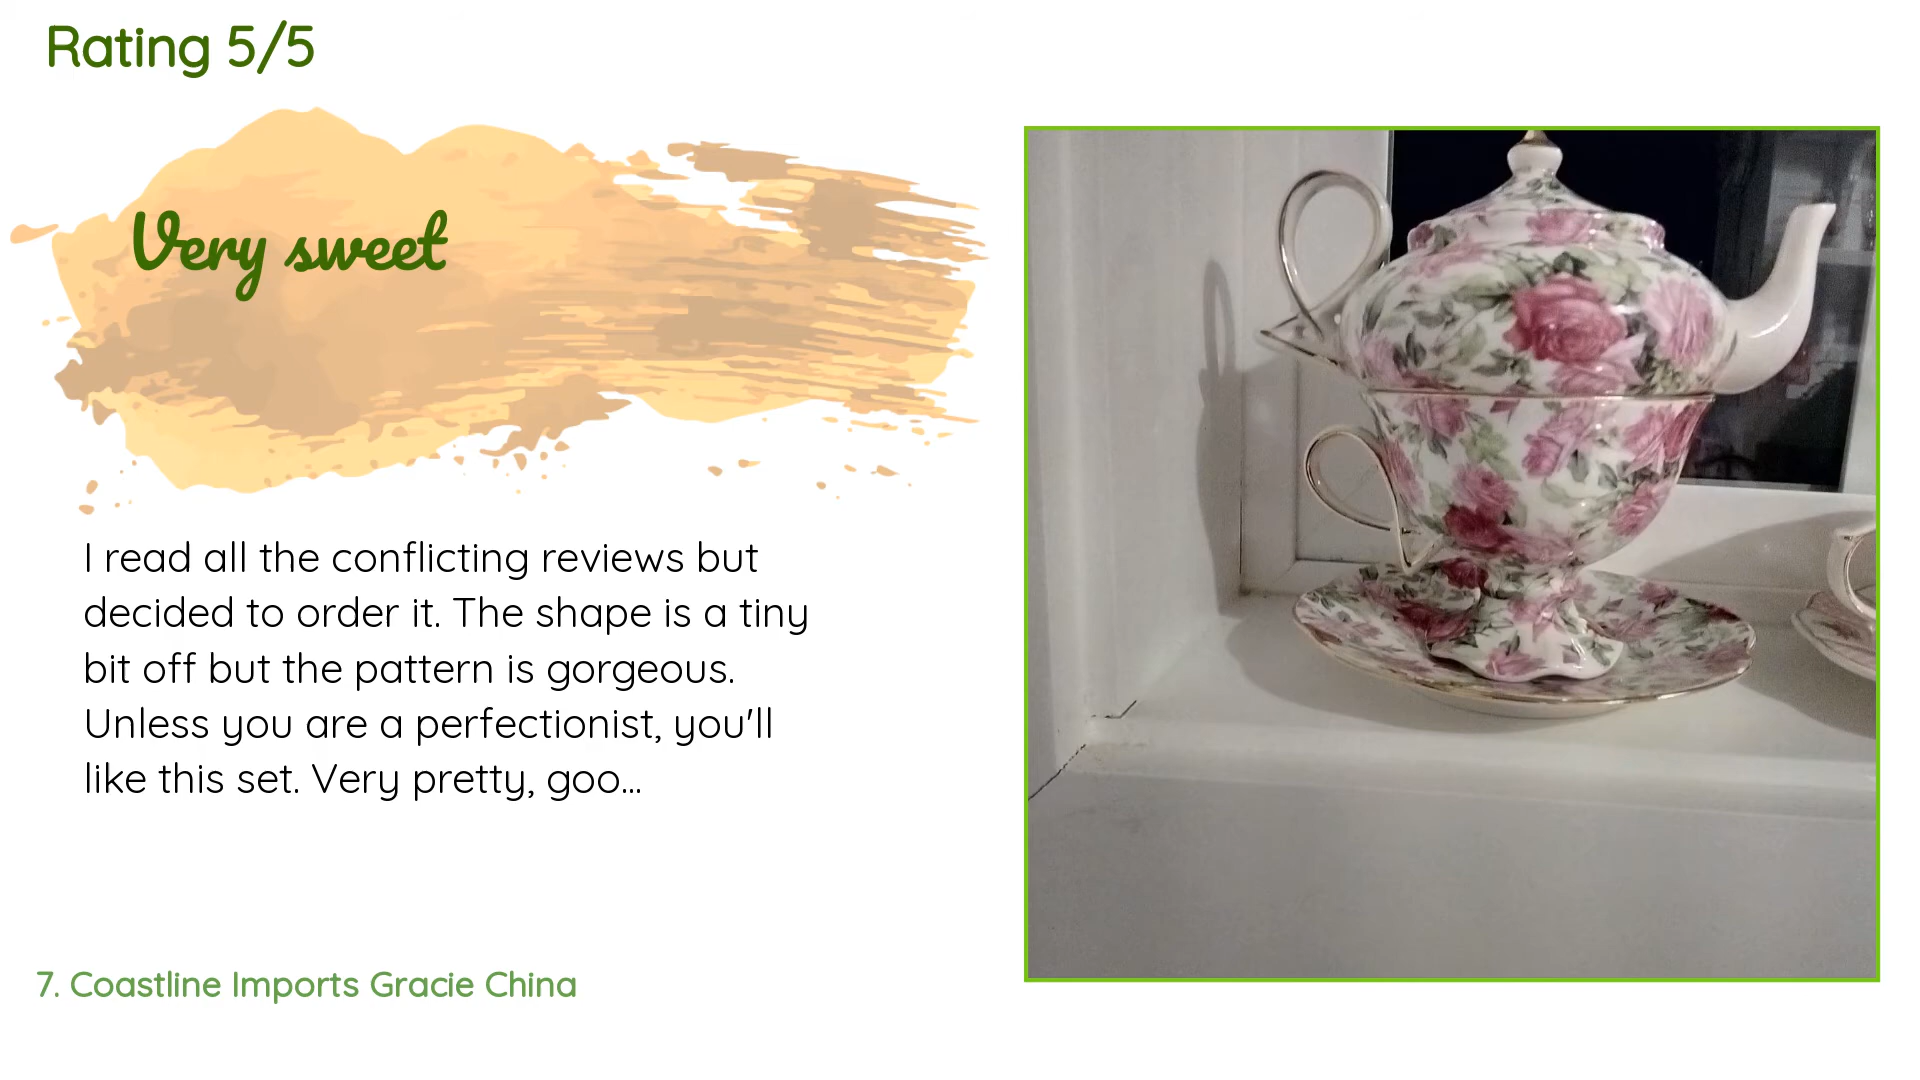 Rating 5/5
Very sweet
I read all the conflicting reviews but
decided to order it. The shape is a tiny
bit off but the pattern is gorgeous.
Unless you are a perfectionist, you'll
like this set. Very pretty, goo...
7. Coastline Imports Gracie China